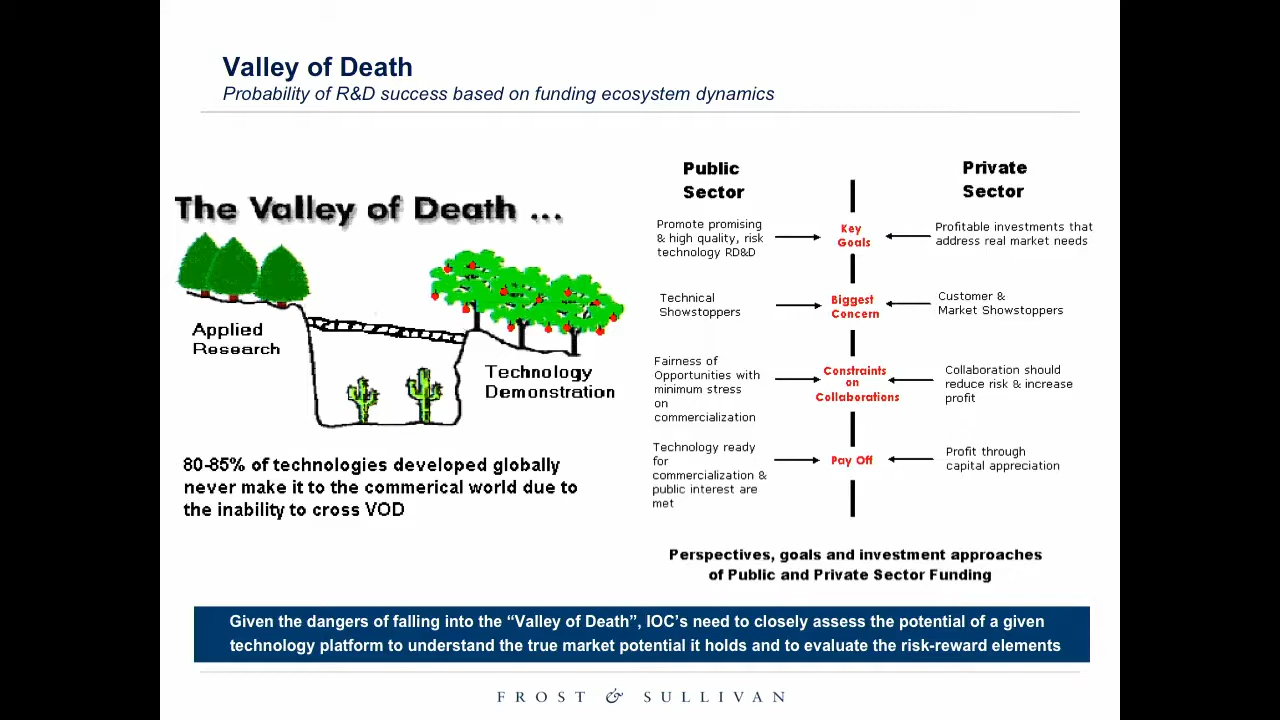 Valley of Death
Probability of R&D success based on funding ecosystem dynamics
The Valley of Death ...
Applied
Research
Technology
Demonstration
80-85% of technologies developed globally
never make it to the commerical world due to
the inability to cross VOD
Public
Sector
Private
Sector
Promote promising
& high quality, risk
technology RD&D
Key
Goals
Profitable investments that
address real market needs
Technical
Showstoppers
Biggest
Concern
Customer &
Market Showstoppers
Fairness of
Opportunities with
minimum stress
on
commercialization
Constraints
on
Collaborations
Collaboration should
reduce risk & increase
profit
Technology ready
for
commercialization &
public interest are
met
Pay Off
Profit through
capital appreciation
Perspectives, goals and investment approaches
of Public and Private Sector Funding
Given the dangers of falling into the “Valley of Death”, IOC’s need to closely assess the potential of a given
technology platform to understand the true market potential it holds and to evaluate the risk-reward elements
FROST & SULLIVAN